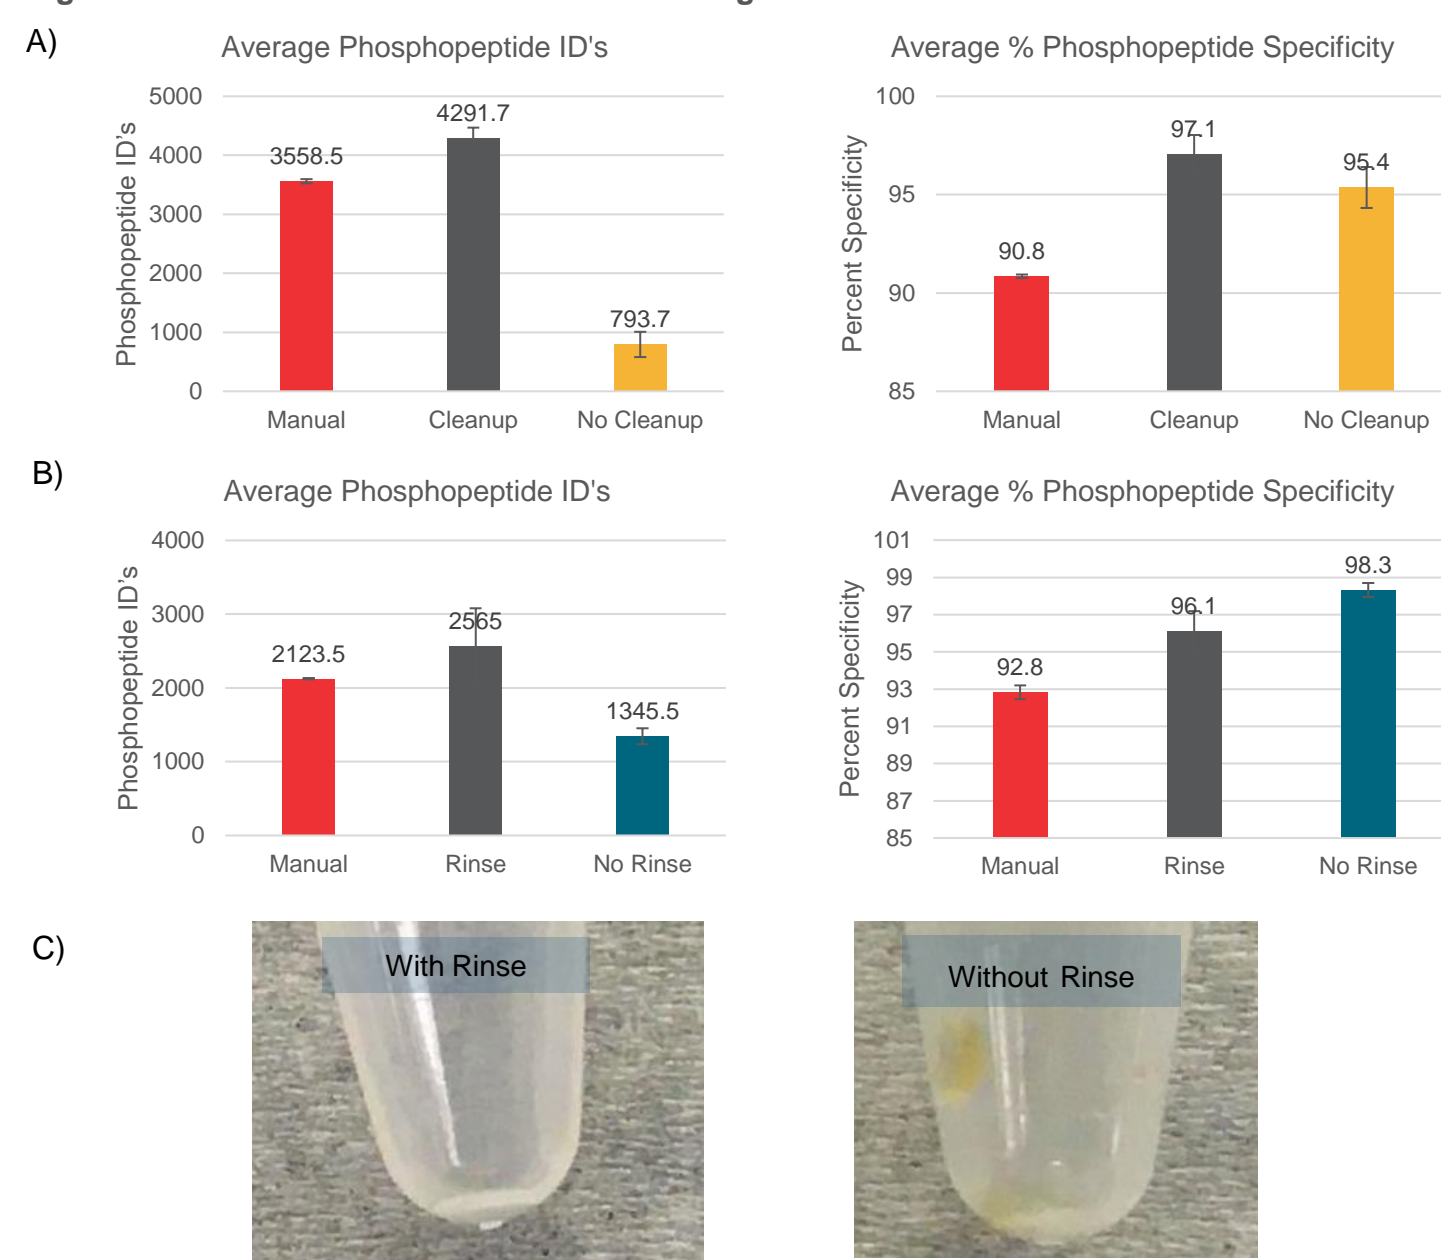 A)
Average Phosphopeptide ID's
Phosphopeptide ID's
5000
4000
3000
2000
1000
0
3558.5
4291.7
793.7
Manual Cleanup No Cleanup
Average % Phosphopeptide Specificity
Percent Specificity
100
95
90
85
90.8
97.1
95.4
Manual Cleanup No Cleanup
B)
Average Phosphopeptide ID's
Phosphopeptide ID's
4000
3000
2000
1000
0
2123.5
2565
1345.5
Manual Rinse No Rinse
Average % Phosphopeptide Specificity
Percent Specificity
101
99
97
95
93
91
89
87
85
92.8
96.1
98.3
Manual Rinse No Rinse
C)
With Rinse
Without Rinse